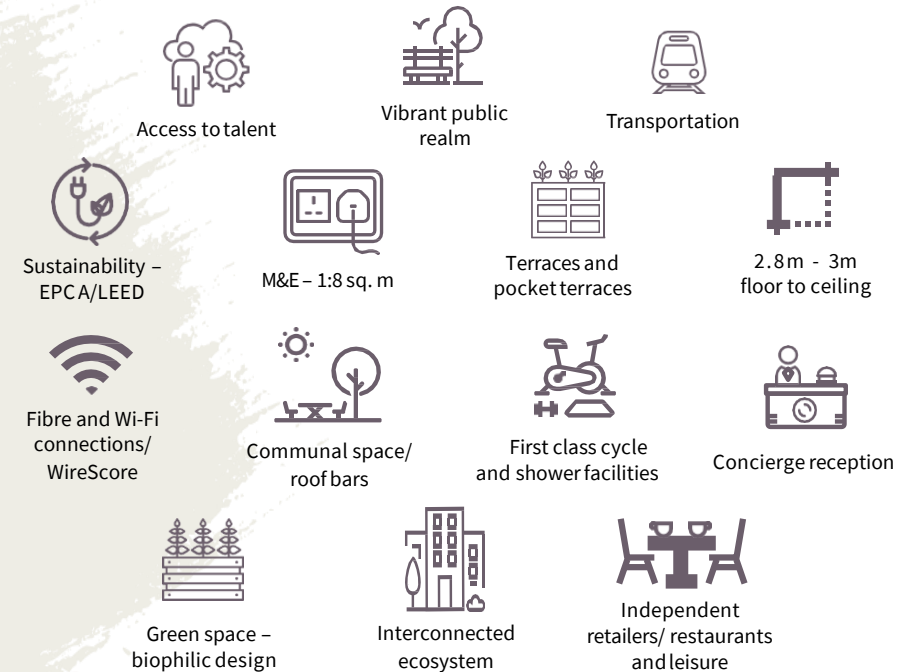 Access to talent
Vibrant public
realm
Transportation
Sustainability –
EPC A/LEED
M&E – 1:8 sq. m
Terraces and
pocket terraces
2.8m - 3m
floor to ceiling
Fibre and Wi-Fi
connections/
WireScore
Communal space/
roof bars
First class cycle
and shower facilities
Concierge reception
Green space –
biophilic design
Interconnected
ecosystem
Independent
retailers/ restaurants
and leisure